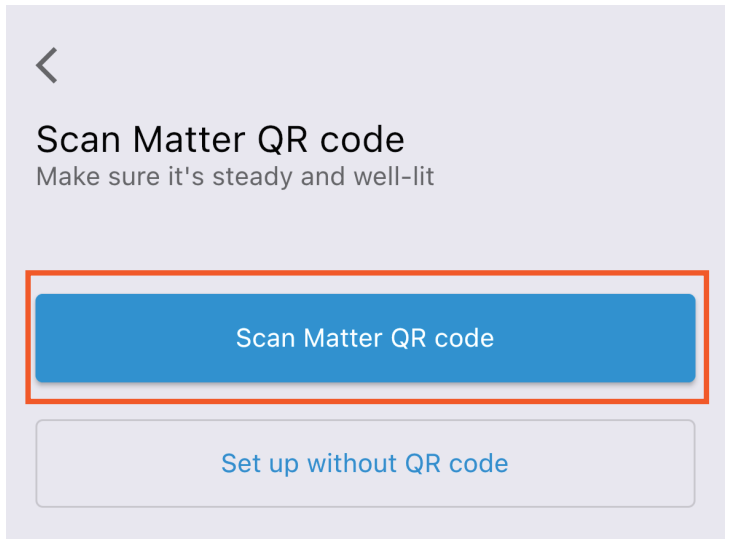 Scan Matter QR code
Make sure it's steady and well-lit
Scan Matter QR code
Set up without QR code